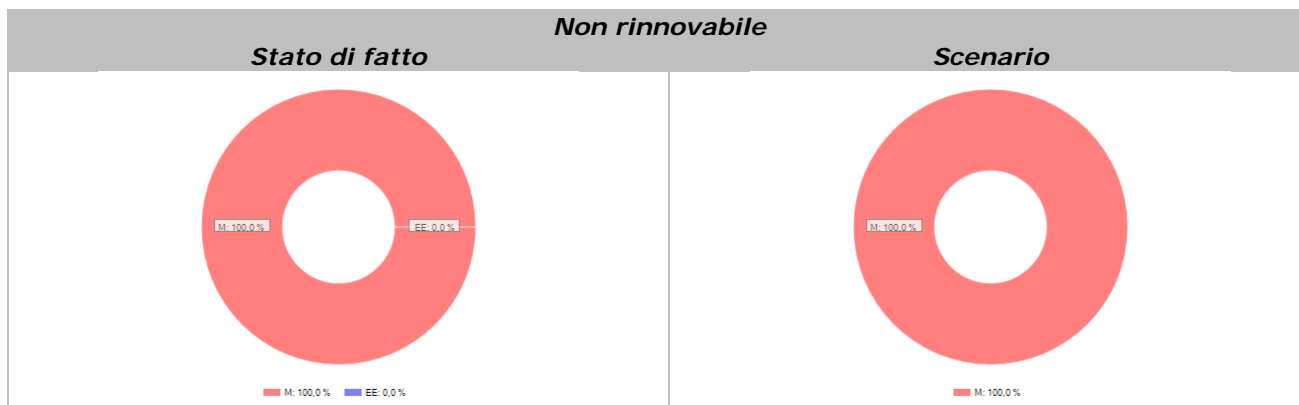 Non rinnovabile
Stato di fatto
Scenario
M: 100,0 %
EE: 0,0 %
M: 100,0 %
M: 100,0 % EE: 0,0 %
M: 100,0 %